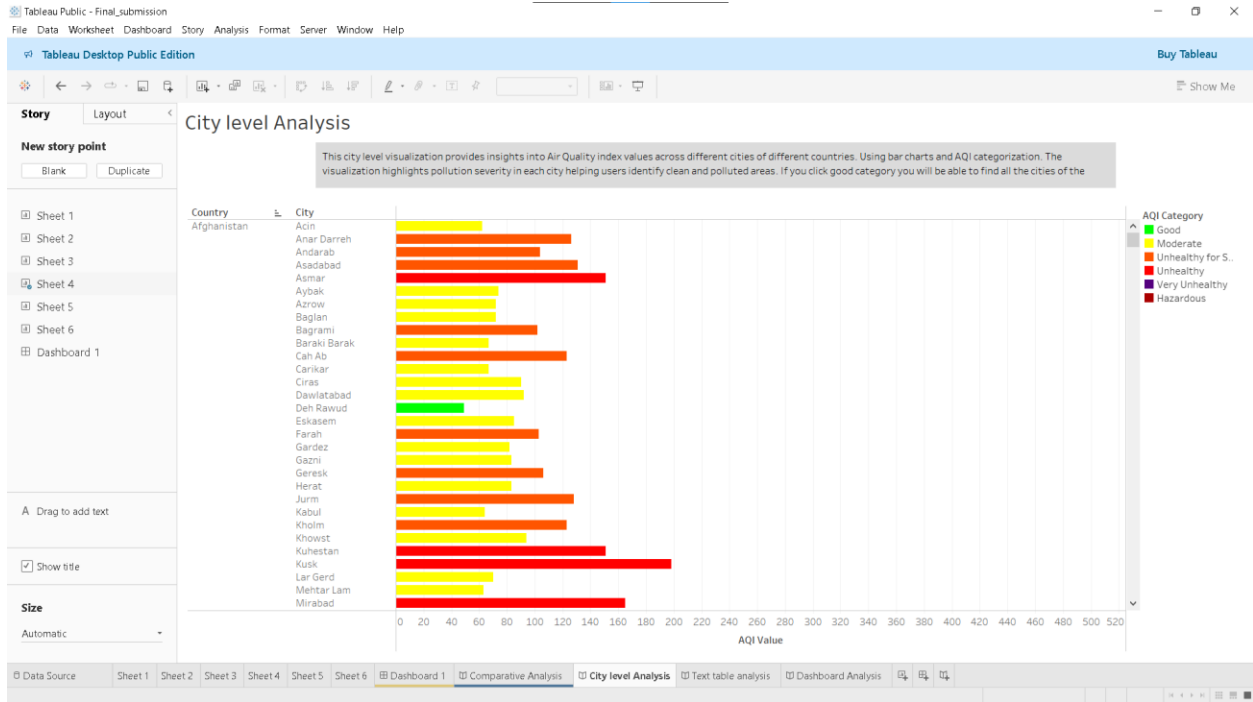 Tableau Public - Final_submission
File Data Worksheet Dashboard Story Analysis Format Server Window Help
Tableau Desktop Public Edition
Buy Tableau
Show Me
Story Layout
New story point
Blank Duplicate
Sheet 1
Sheet 2
Sheet 3
Sheet 4
Sheet 5
Sheet 6
Dashboard 1
A Drag to add text
Show title
Size
Automatic
City level Analysis
This city level visualization provides insights into Air Quality index values across different cities of different countries. Using bar charts and AQI categorization. The
visualization highlights pollution severity in each city helping users identify clean and polluted areas. If you click good category you will be able to find all the cities of the
Country City
Afghanistan Acin
Anar Darreh
Andarab
Asadabad
Asmar
Aybak
Azrow
Baglan
Bagrami
Baraki Barak
Cah Ab
Carikar
Ciras
Dawlatabad
Deh Rawud
Eskasem
Farah
Gardez
Gazni
Geresk
Herat
Jurm
Kabul
Kholm
Khowst
Kuhestan
Kusk
Lar Gerd
Mehtar Lam
Mirabad
0 20 40 60 80 100 120 140 160 180 200 220 240 260 280 300 320 340 360 380 400 420 440 460 480 500 520
AQI Value
AQI Category
Good
Moderate
Unhealthy for S..
Unhealthy
Very Unhealthy
Hazardous
Data Source Sheet 1 Sheet 2 Sheet 3 Sheet 4 Sheet 5 Sheet 6 Dashboard 1 Comparative Analysis City level Analysis Text table analysis Dashboard Analysis